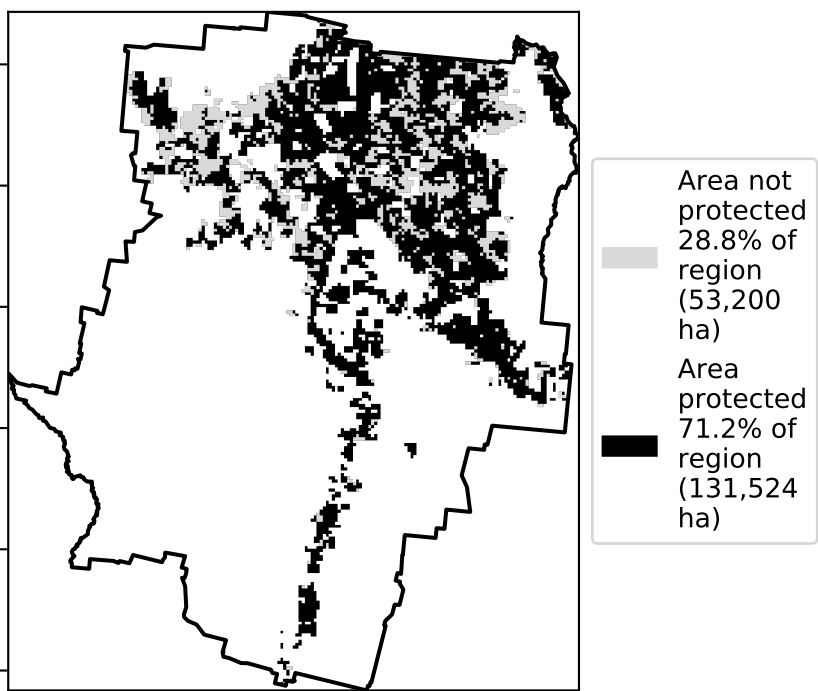 Area not
protected
28.8% of
region
(53,200
ha)
Area
protected
71.2% of
region
(131,524
ha)